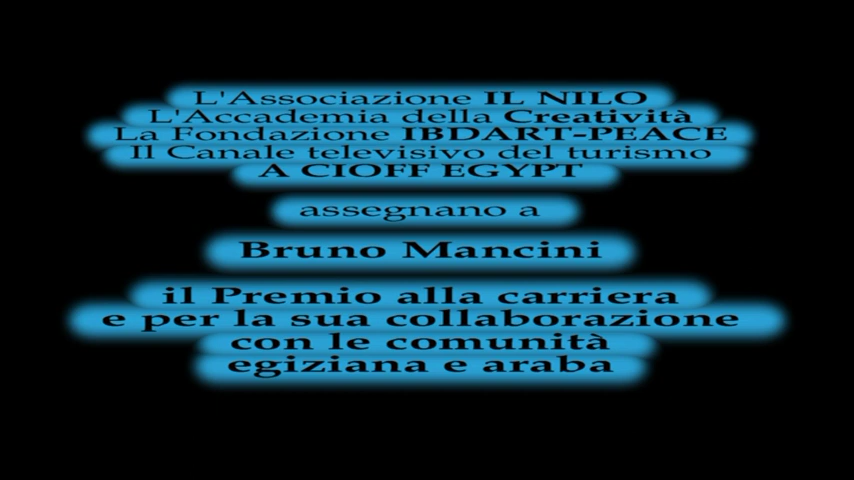 L'Associazione IL NILO
L'Accademia della Creatività
La Fondazione IBDART-PEACE
Il Canale televisivo del turismo
A CIOFF EGYPT
assegnano a
Bruno Mancini
il Premio alla carriera
e per la sua collaborazione
con le comunità
egiziana e araba